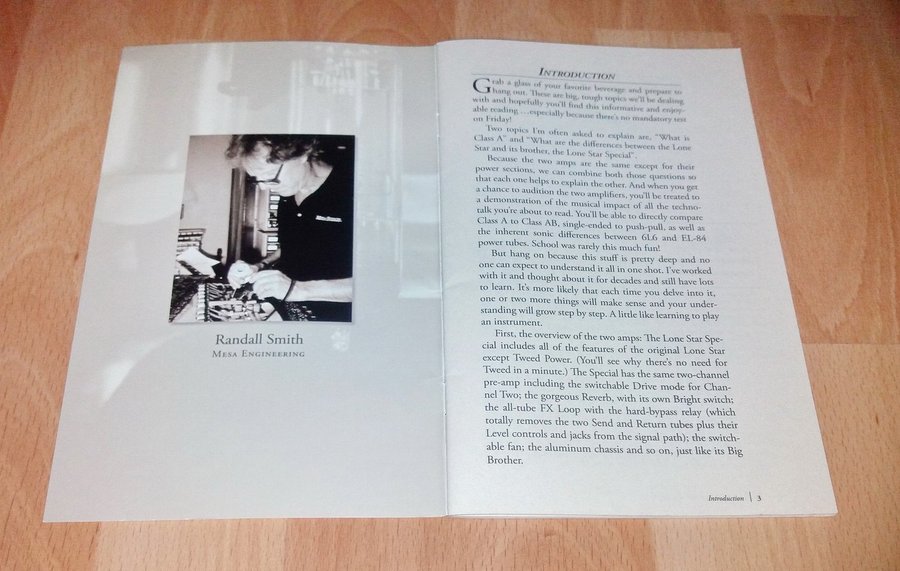 Randall Smith
Mesa Engineering
Introduction
Grab a glass of your favorite beverage and prepare to
hang out. These are big, tough topics we'll be dealing
with and hopefully you'll find this informative and enjoy-
able reading ....especially because there's no mandatory test
on Friday!
Two topics I'm often asked to explain are, "What is
Class A" and "What are the differences between the Lone
Star and its brother, the Lone Star Special".
Because the two amps are the same except for their
power sections, we can combine both those questions so
that each one helps to explain the other. And when you get
a chance to audition the two amplifiers, you'll be treated to
a demonstration of the musical impact of all the techno-
talk you're about to read. You'll be able to directly compare
Class A to Class AB, single-ended to push-pull, as well as
the inherent sonic differences between 6L6 and EL-84
power tubes. School was rarely this much fun!
But hang on because this stuff is pretty deep and no
one can expect to understand it all in one shot. I've worked
with it and thought about it for decades and still have lots
to learn. It's more likely that each time you delve into it,
one or two more things will make sense and your under-
standing will grow step by step. A little like learning to play
an instrument.
First, the overview of the two amps: The Lone Star Spe-
cial includes all of the features of the original Lone Star
except Tweed Power. (You'll see why there's no need for
Tweed in a minute.) The Special has the same two-channel
pre-amp including the switchable Drive mode for Chan-
nel Two; the gorgeous Reverb, with its own Bright switch;
the all-tube FX Loop with the hard-bypass relay (which
totally removes the two Send and Return tubes plus their
Level controls and jacks from the signal path); the switch-
able fan; the aluminum chassis and so on, just like its Big
Brother.
Introduction | 3